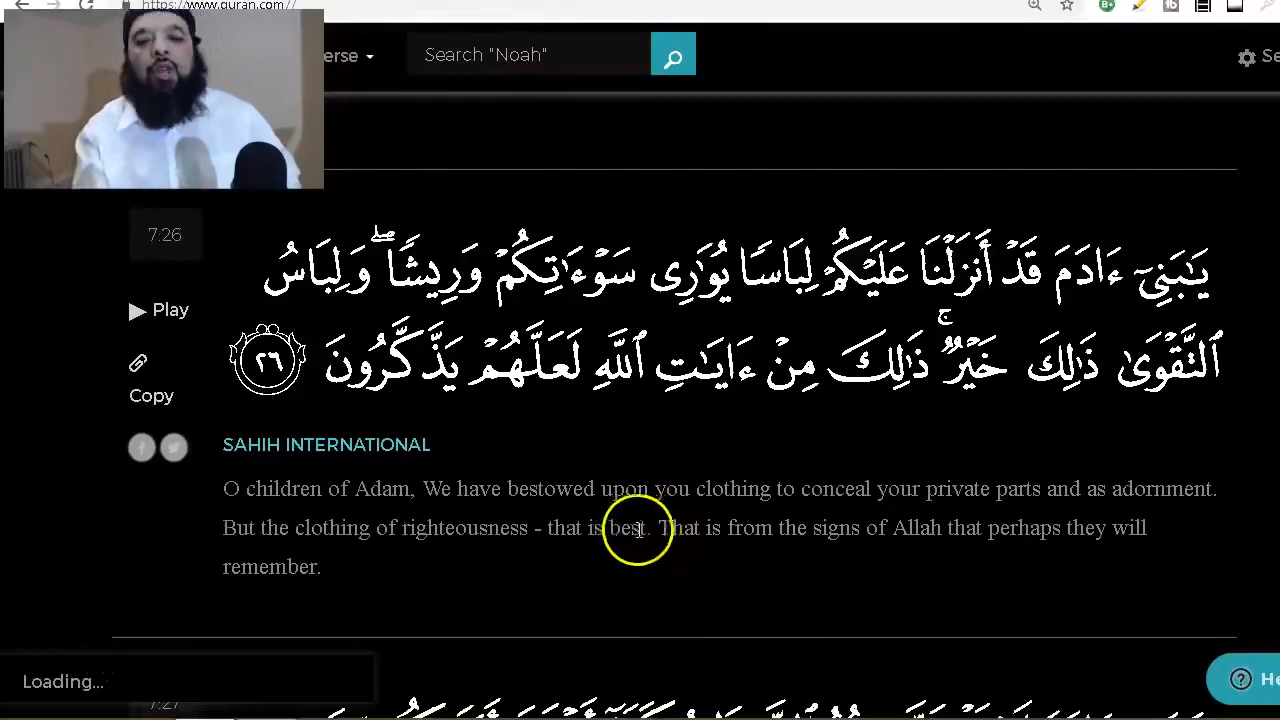 https://www.quran.com//
erse
Search "Noah"
Se
7:26
يَـٰبَنِىٓ ءَادَمَ قَدْ أَنزَلْنَا عَلَيْكُمْ لِبَاسًا يُوَٰرِى سَوْءَٰتِكُمْ وَرِيشًا ۖ وَلِبَاسُ
ٱلتَّقْوَىٰ ذَٰلِكَ خَيْرٌ ۚ ذَٰلِكَ مِنْ ءَايَـٰتِ ٱللَّهِ لَعَلَّهُمْ يَذَّكَّرُونَ ٢٦
Play
Copy
SAHIH INTERNATIONAL
O children of Adam, We have bestowed upon you clothing to conceal your private parts and as adornment.
But the clothing of righteousness - that is best. That is from the signs of Allah that perhaps they will
remember.
Loading...
He
7:27